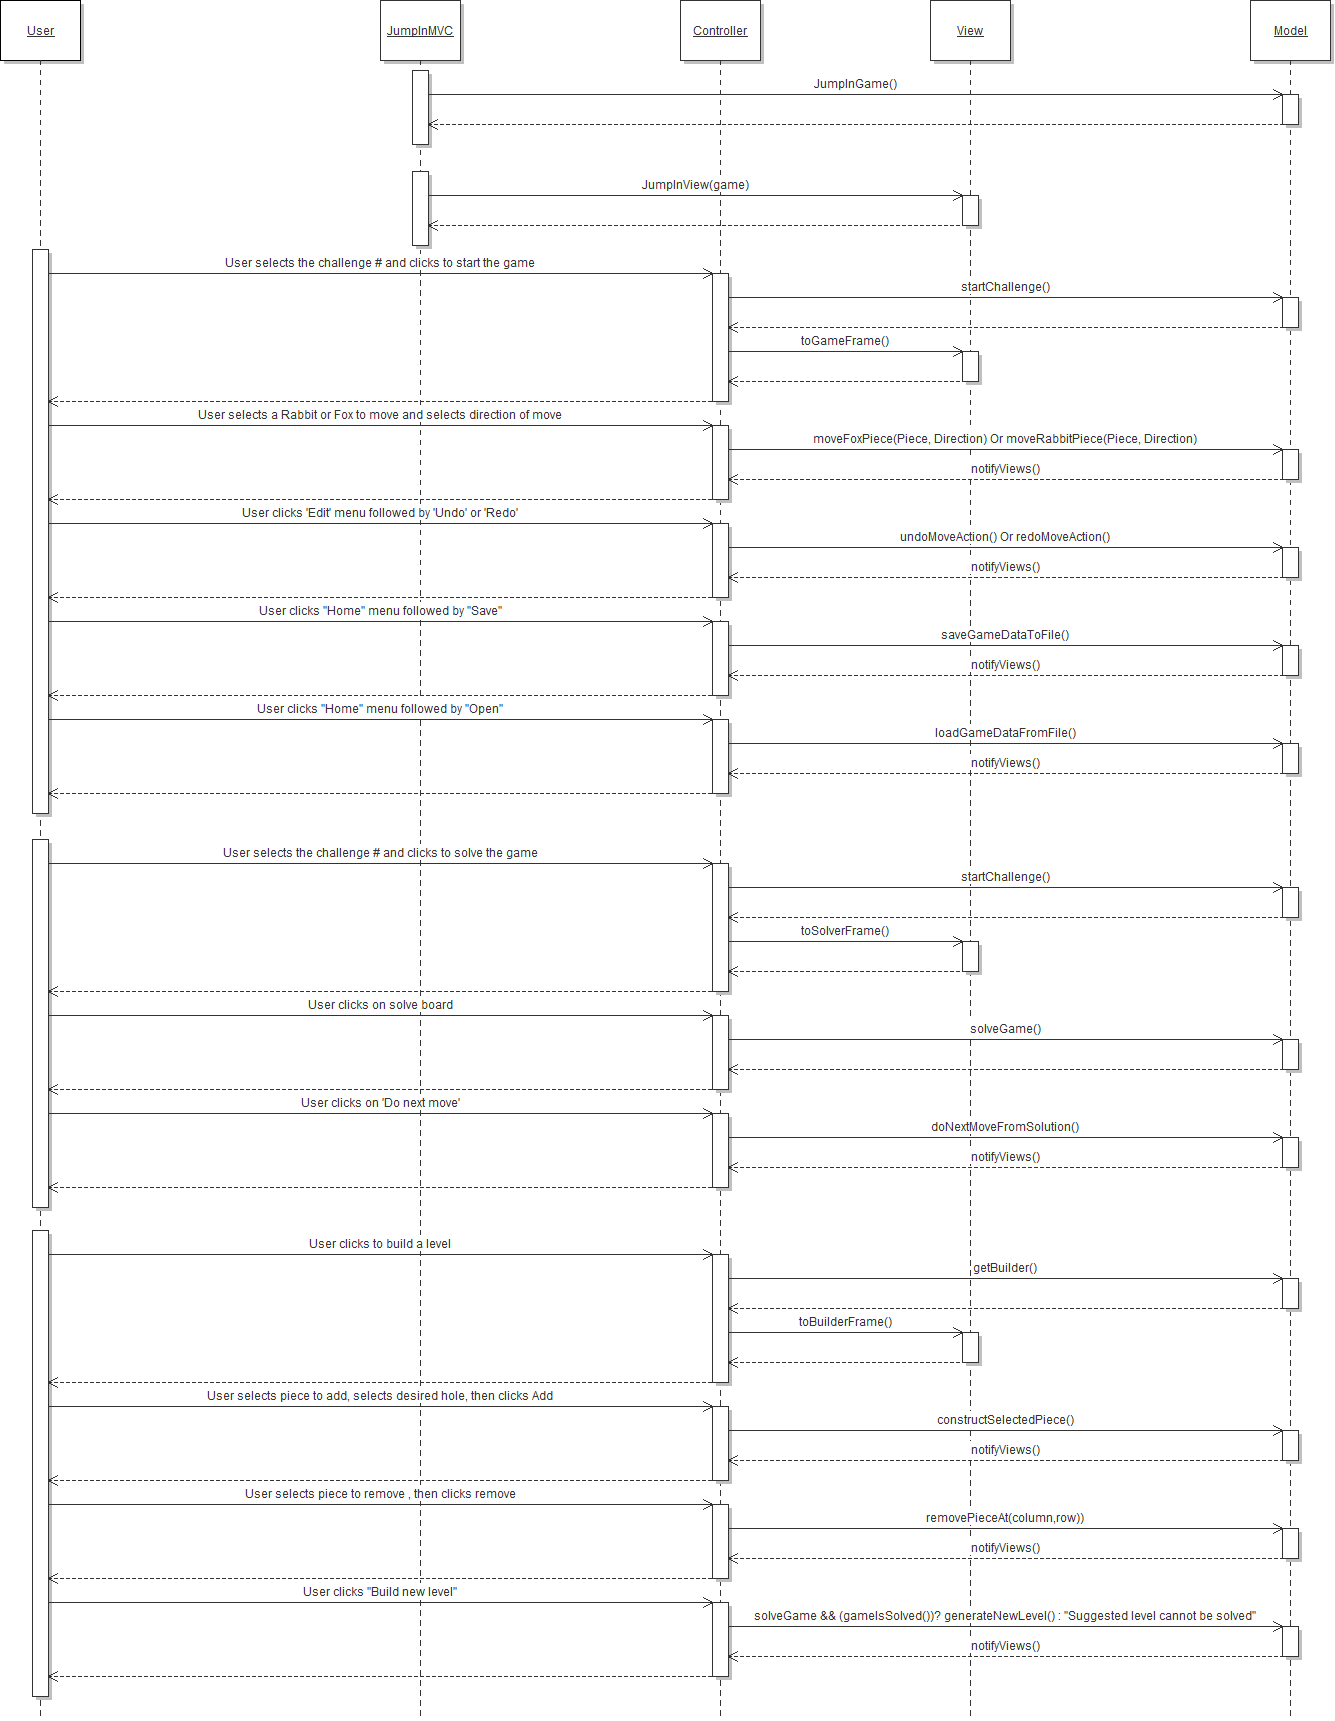 User
JumpInMVC
Controller
View
Model
JumpInGame()
JumpInView(game)
User selects the challenge # and clicks to start the game
startChallenge()
toGameFrame()
User selects a Rabbit or Fox to move and selects direction of move
moveFoxPiece(Piece, Direction) Or moveRabbitPiece(Piece, Direction)
notifyViews()
User clicks 'Edit' menu followed by 'Undo' or 'Redo'
undoMoveAction() Or redoMoveAction()
notifyViews()
User clicks "Home" menu followed by "Save"
saveGameDataToFile()
notifyViews()
User clicks "Home" menu followed by "Open"
loadGameDataFromFile()
notifyViews()
User selects the challenge # and clicks to solve the game
startChallenge()
toSolverFrame()
User clicks on solve board
solveGame()
User clicks on 'Do next move'
doNextMoveFromSolution()
notifyViews()
User clicks to build a level
getBuilder()
toBuilderFrame()
User selects piece to add, selects desired hole, then clicks Add
constructSelectedPiece()
notifyViews()
User selects piece to remove , then clicks remove
removePieceAt(column,row))
notifyViews()
User clicks "Build new level"
solveGame && (gameIsSolved())? generateNewLevel() : "Suggested level cannot be solved"
notifyViews()